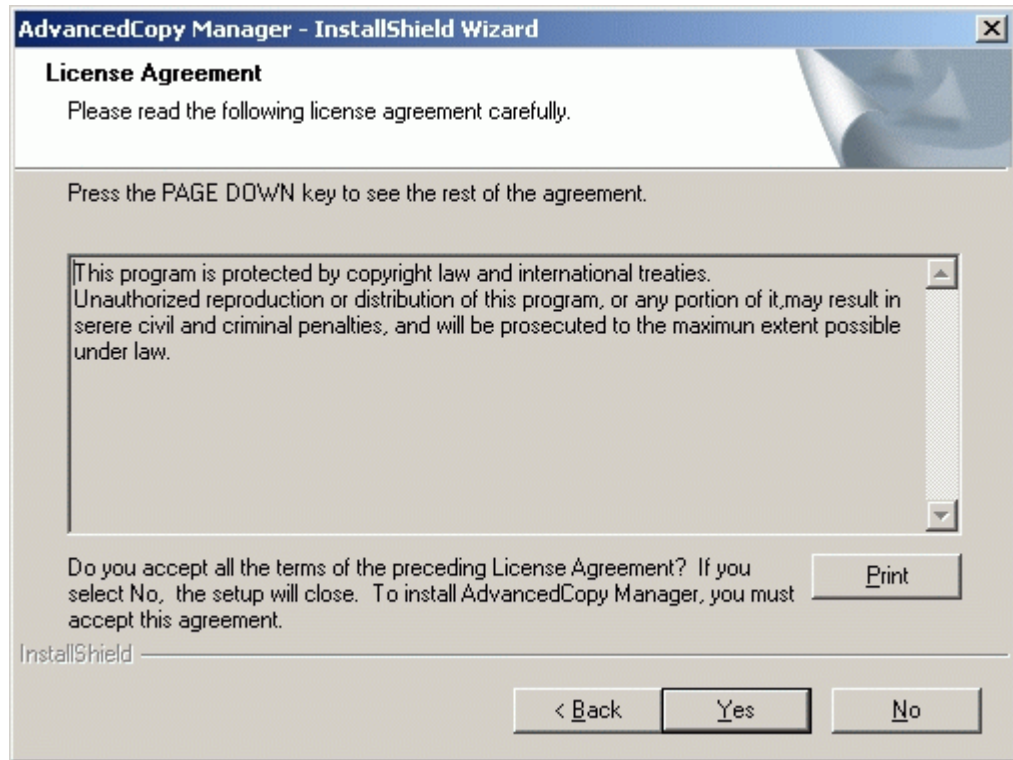 AdvancedCopy Manager - InstallShield Wizard
License Agreement
Please read the following license agreement carefully.
Press the PAGE DOWN key to see the rest of the agreement.
This program is protected by copyright law and international treaties.
Unauthorized reproduction or distribution of this program, or any portion of it,may result in
serere civil and criminal penalties, and will be prosecuted to the maximun extent possible
under law.
Do you accept all the terms of the preceding License Agreement?  If you
select No,  the setup will close.  To install AdvancedCopy Manager, you must
accept this agreement.
Print
InstallShield
< Back
Yes
No